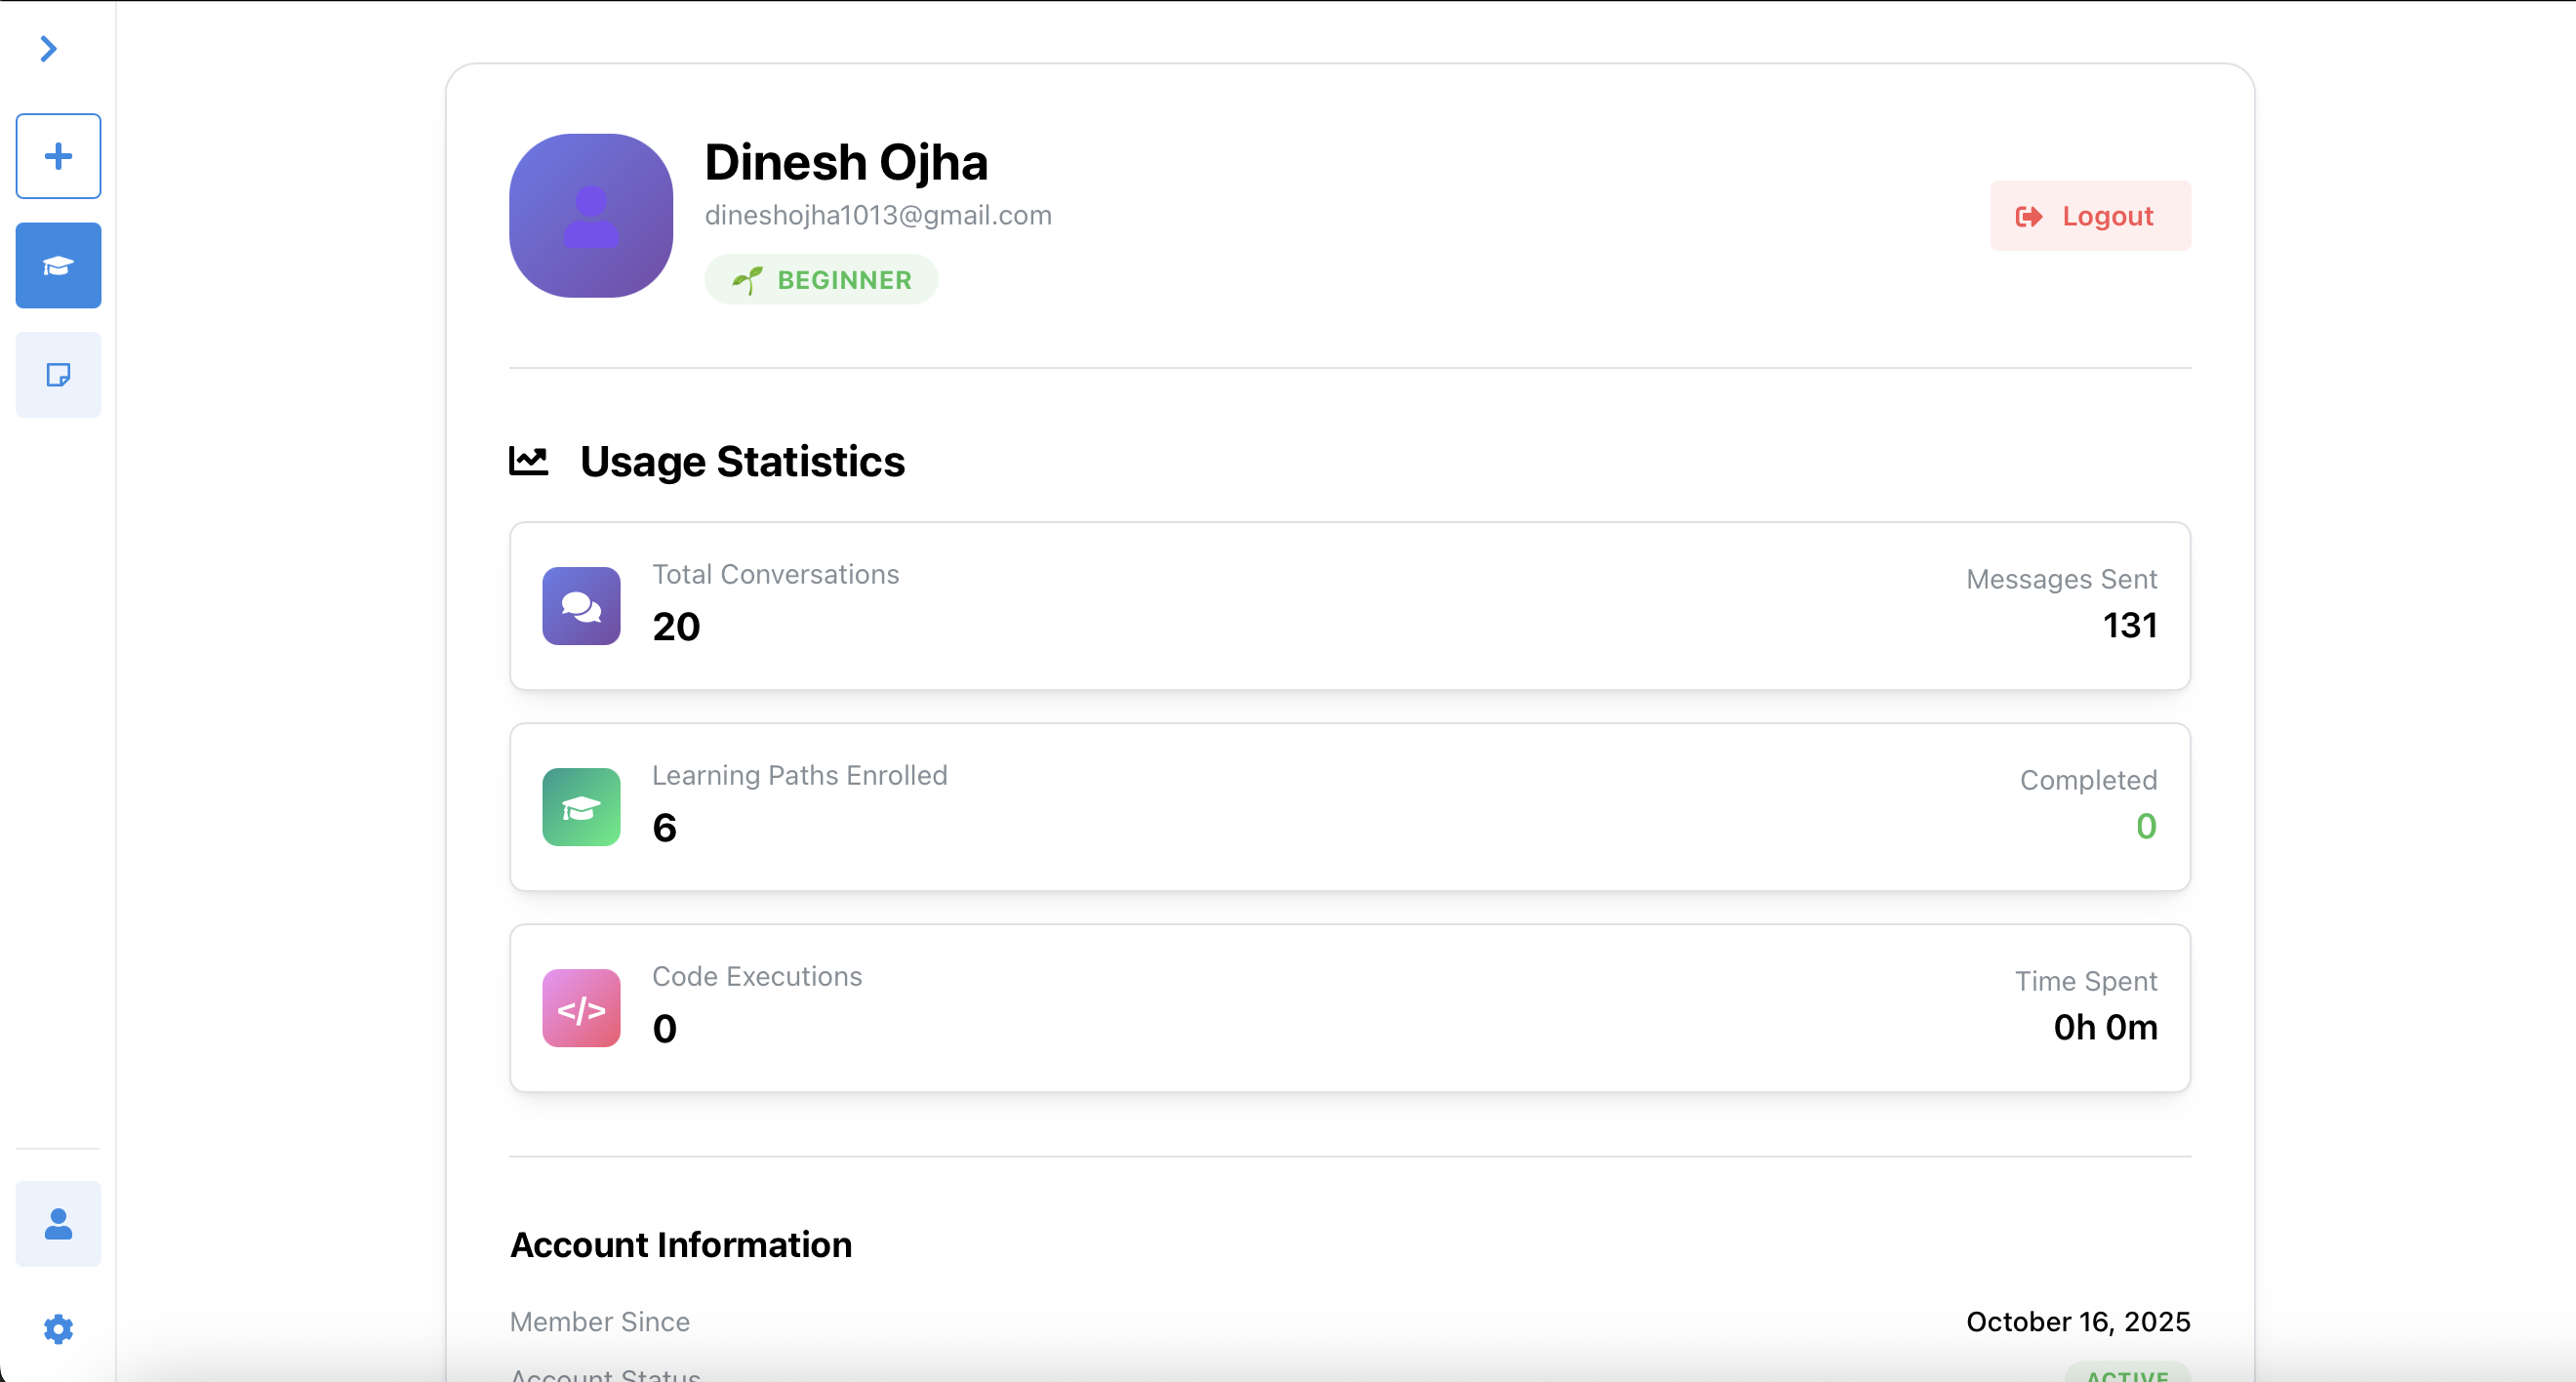 Dinesh Ojha
dineshojha1013@gmail.com
BEGINNER
Logout
Usage Statistics
Total Conversations
20
Messages Sent
131
Learning Paths Enrolled
6
Completed
0
</>
Code Executions
0
Time Spent
0h 0m
Account Information
Member Since
October 16, 2025
Account Status
ACTIVE